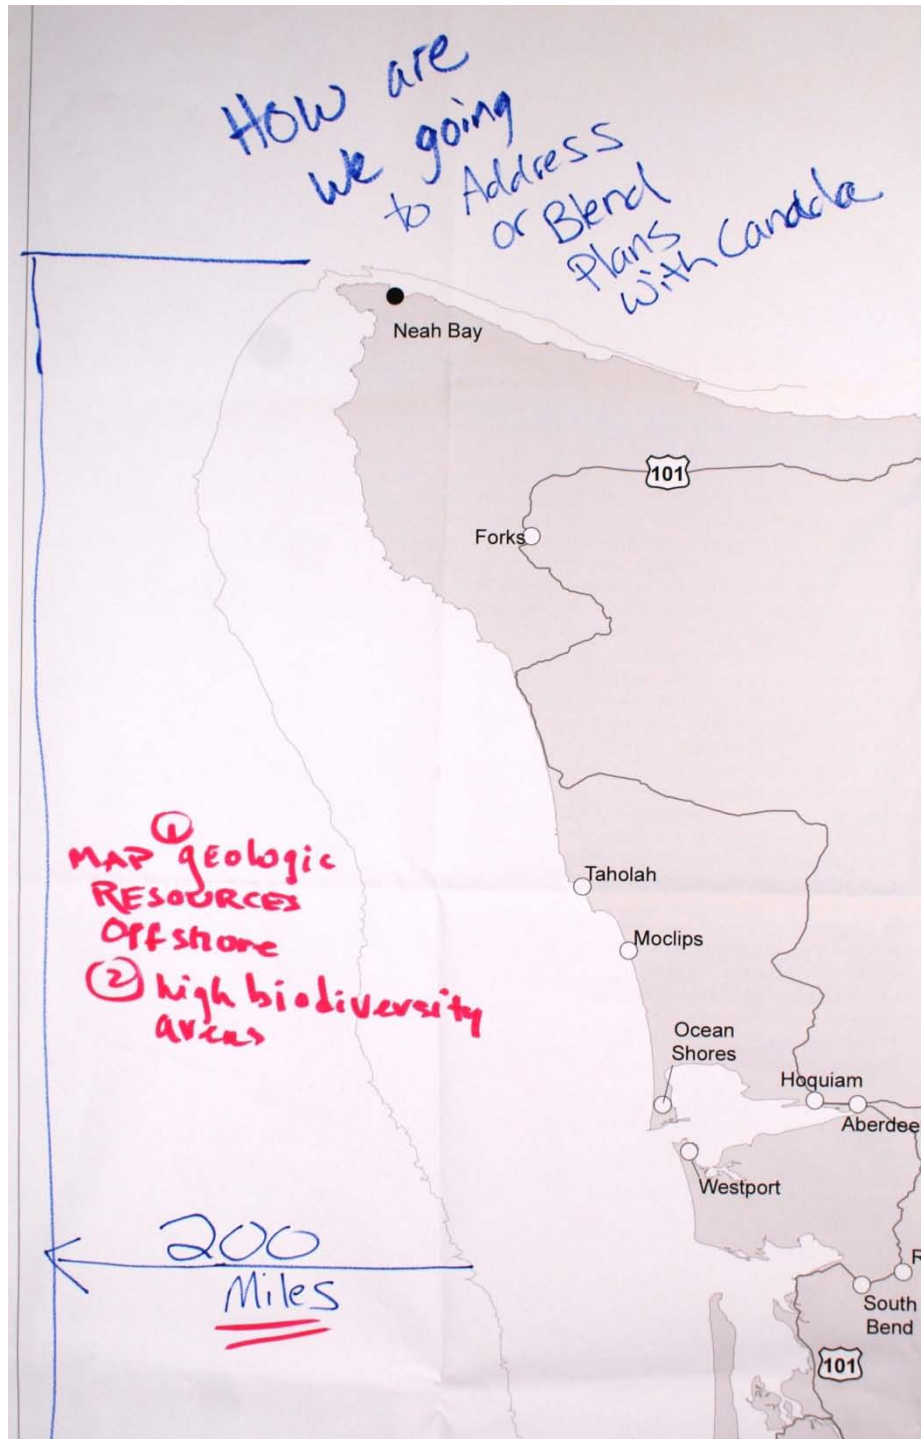 How are
we going
to Address
or Blend
Plans
with Canada
Neah Bay
101
Forks
①
MAP gEologic
RESOURCES
Offshore
② high biodiversity
areas
Taholah
Moclips
Ocean
Shores
Hoquiam
Aberdee
Westport
200
Miles
R
South
Bend
101